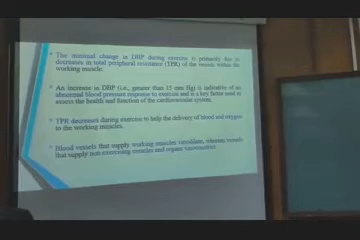 The minimal change in DBP during exercise is primarily due to
decreases in total peripheral resistance (TPR) of the vessels within the
working muscle.
An increase in DBP (i.e., greater than 15 mm Hg) is indicative of an
abnormal blood pressure response to exercise and is a key factor used to
assess the health and function of the cardiovascular system.
TPR decreases during exercise to help the delivery of blood and oxygen
to the working muscles.
Blood vessels that supply working muscles vasodilate, whereas vessels
that supply non exercising muscles and organs vasoconstrict.